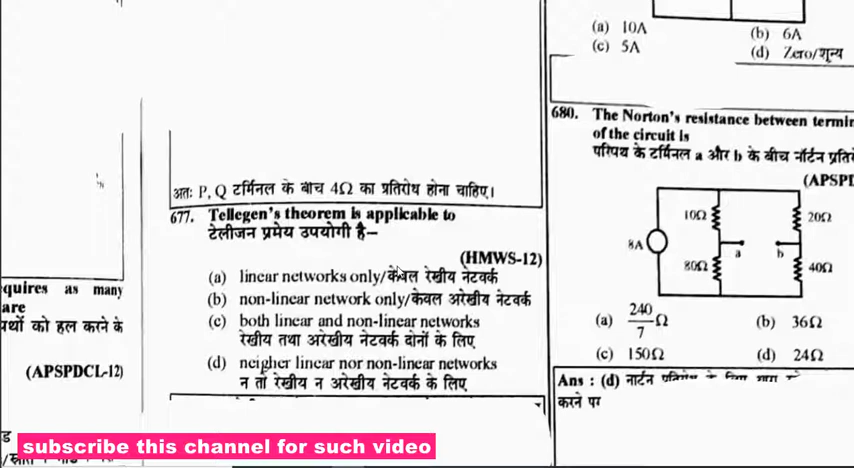 equires as many
are
पथों को हल करने के
(APSPDCL-12)
अतः P, Q टर्मिनल के बीच 4Ω का प्रतिरोध होना चाहिए।
677. Tellegen's theorem is applicable to
टेलीजन प्रमेय उपयोगी है–
(HMWS-12)
(a) linear networks only/केवल रेखीय नेटवर्क
(b) non-linear network only/केवल अरेखीय नेटवर्क
(c) both linear and non-linear networks
रेखीय तथा अरेखीय नेटवर्क दोनों के लिए
(d) neigher linear nor non-linear networks
न तो रेखीय न अरेखीय नेटवर्क के लिए
(a) 10A (b) 6A
(c) 5A (d) Zero/शून्य
680. The Norton's resistance between termin
of the circuit is
परिपथ के टर्मिनल a और b के बीच नॉर्टन प्रति
(APSPD
10Ω 20Ω
8A a b
80Ω 40Ω
(a) 240/7 Ω (b) 36Ω
(c) 150Ω (d) 24Ω
Ans : (d) नार्टन
करने पर
subscribe this channel for such video